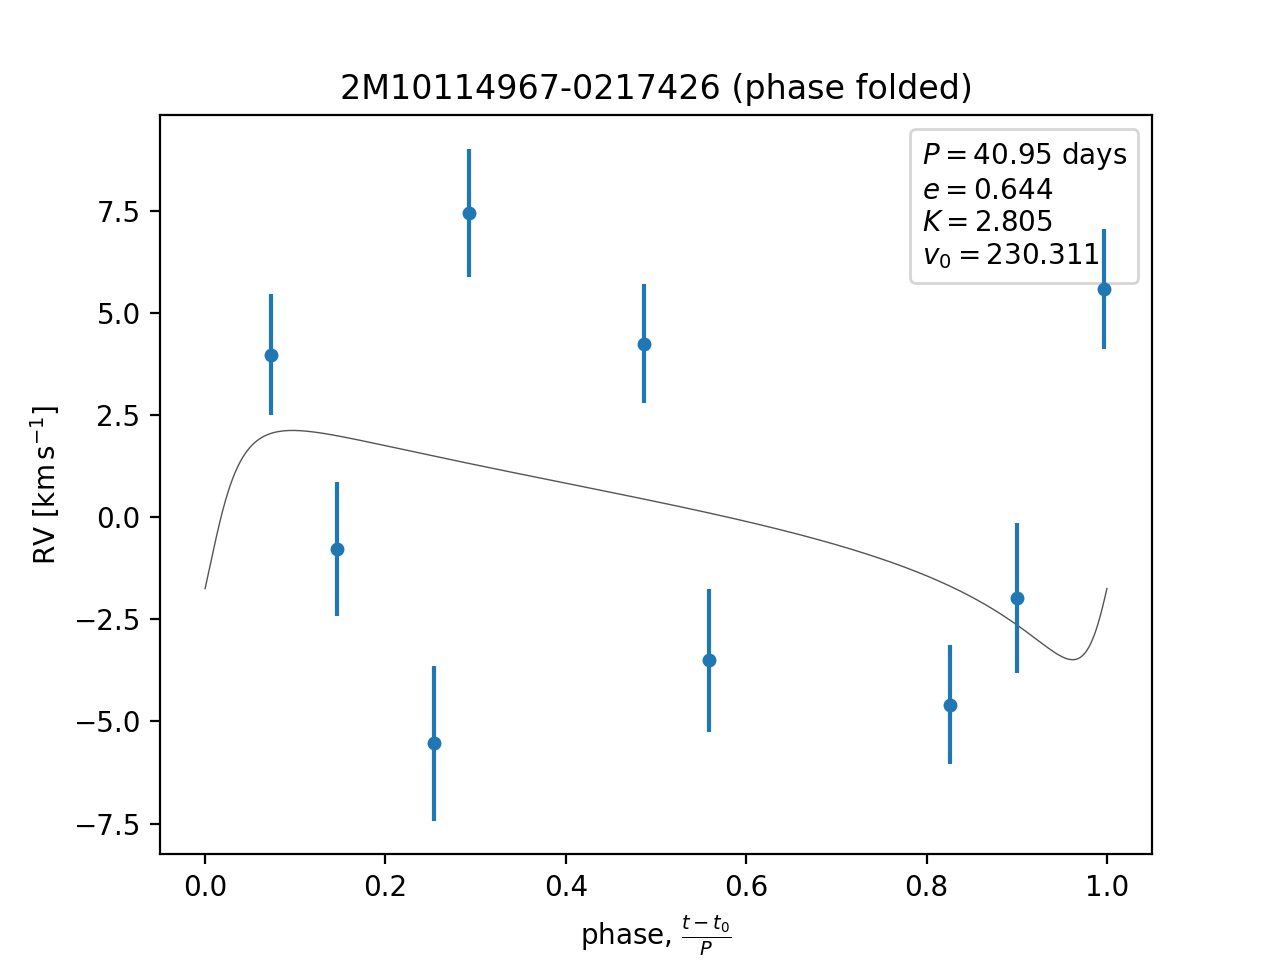 2M10114967-0217426 (phase folded)
P = 40.95 days
e = 0.644
K = 2.805
v₀ = 230.311
7.5
5.0
2.5
0.0
−2.5
−5.0
−7.5
RV [km s⁻¹]
0.0 0.2 0.4 0.6 0.8 1.0
phase, (t − t₀)/P